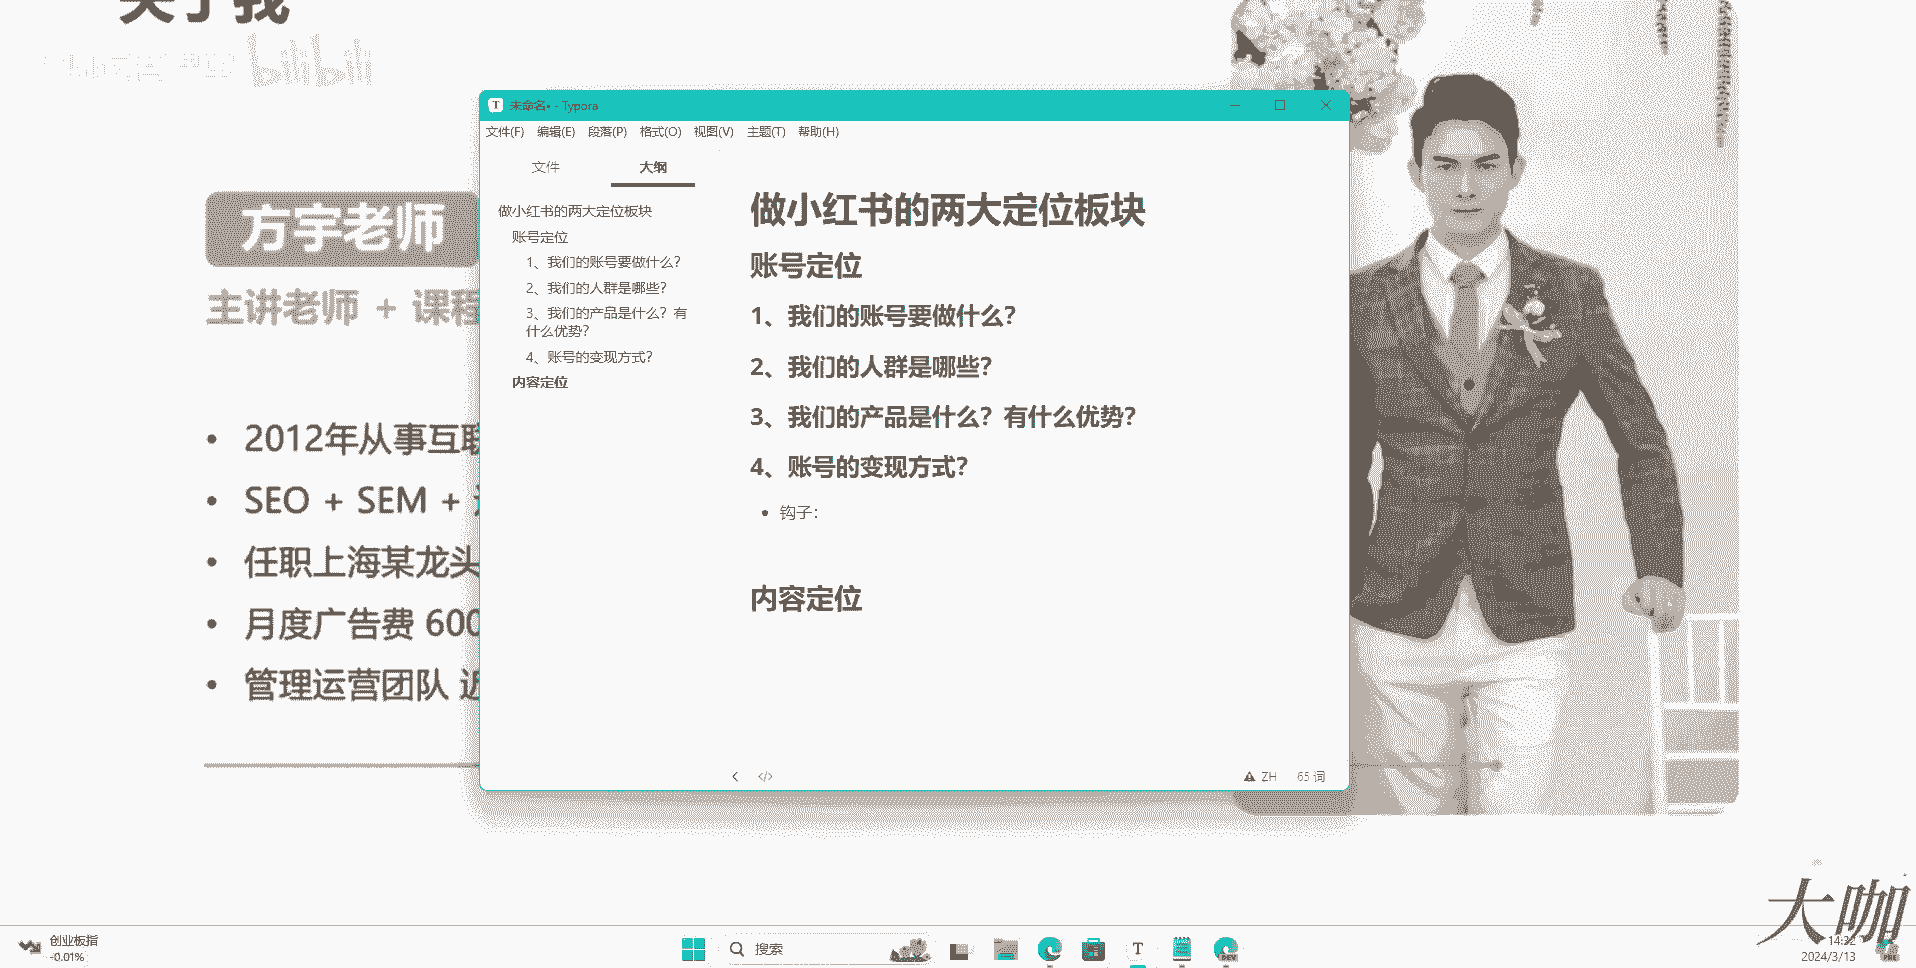 关于我
bilibili
方宇老师
主讲老师 + 课程
• 2012年从事互联
• SEO + SEM +
• 任职上海某龙头
• 月度广告费 600
• 管理运营团队 近
未命名• - Typora
文件(F) 编辑(E) 段落(P) 格式(O) 视图(V) 主题(T) 帮助(H)
文件 大纲
做小红书的两大定位板块
账号定位
1、我们的账号要做什么?
2、我们的人群是哪些?
3、我们的产品是什么? 有
什么优势?
4、账号的变现方式?
内容定位
做小红书的两大定位板块
账号定位
1、我们的账号要做什么?
2、我们的人群是哪些?
3、我们的产品是什么? 有什么优势?
4、账号的变现方式?
• 钩子:
内容定位
ZH 65 词
大咖
创业板指
-0.01%
搜索
T
DEV
14:32
2024/3/13
PRE